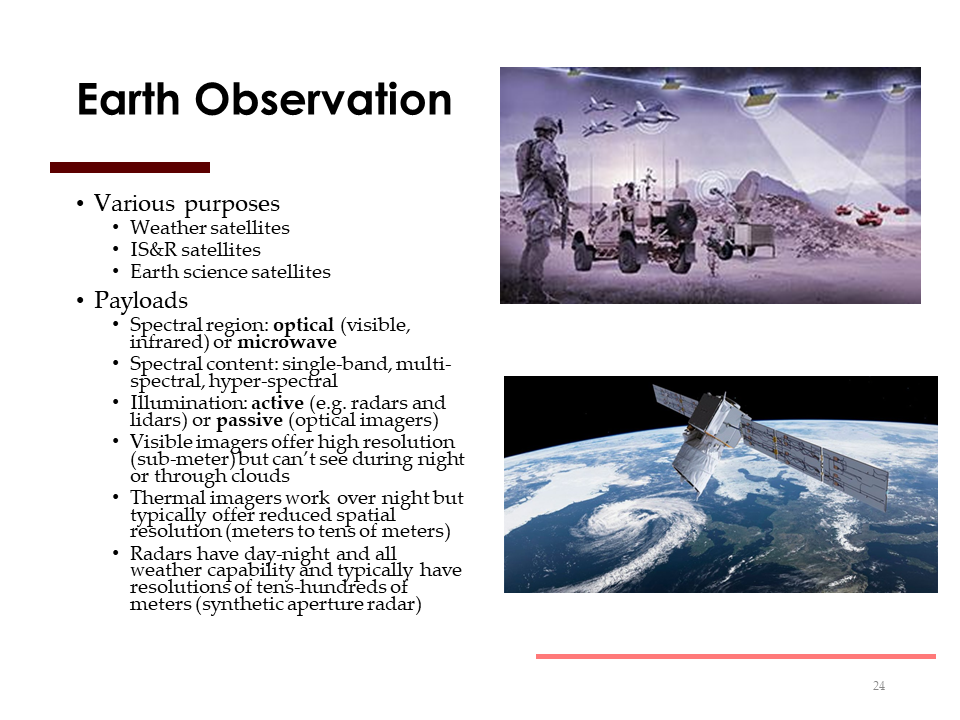 Earth Observation
• Various purposes
• Weather satellites
• IS&R satellites
• Earth science satellites
• Payloads
• Spectral region: optical (visible,
infrared) or microwave
• Spectral content: single-band, multi-
spectral, hyper-spectral
• Illumination: active (e.g. radars and
lidars) or passive (optical imagers)
• Visible imagers offer high resolution
(sub-meter) but can’t see during night
or through clouds
• Thermal imagers work over night but
typically offer reduced spatial
resolution (meters to tens of meters)
• Radars have day-night and all
weather capability and typically have
resolutions of tens-hundreds of
meters (synthetic aperture radar)
24